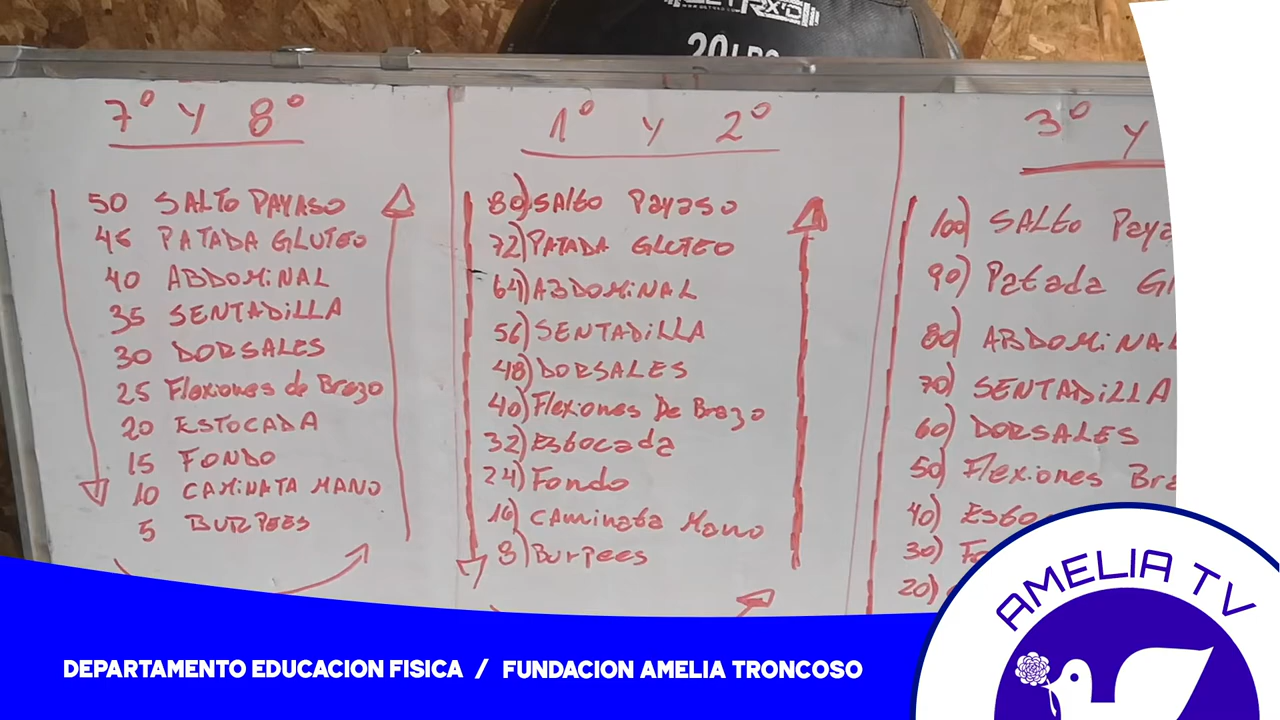 20 LBS
7° Y 8°
50 SALTO PAYASO
45 PATADA GLUTEO
40 ABDOMINAL
35 SENTADILLA
30 DORSALES
25 Flexiones de Brazo
20 ESTOCADA
15 FONDO
10 CAMINATA MANO
5 BURPEES
1° Y 2°
80) Salto Payaso
72) PATADA GLUTEO
64) ABDOMINAL
56) SENTADILLA
48) DORSALES
40) Flexiones De Brazo
32) Estocada
24) Fondo
16) Caminata Mano
8) Burpees
3° Y
100) SALto Paya
90) Patada Gl
80) ABDOMINAL
70) SENTADILLA
60) DORSALES
50) Flexiones Bra
40) Esto
30) Fo
20)
DEPARTAMENTO EDUCACION FISICA / FUNDACION AMELIA TRONCOSO
AMELIA TV